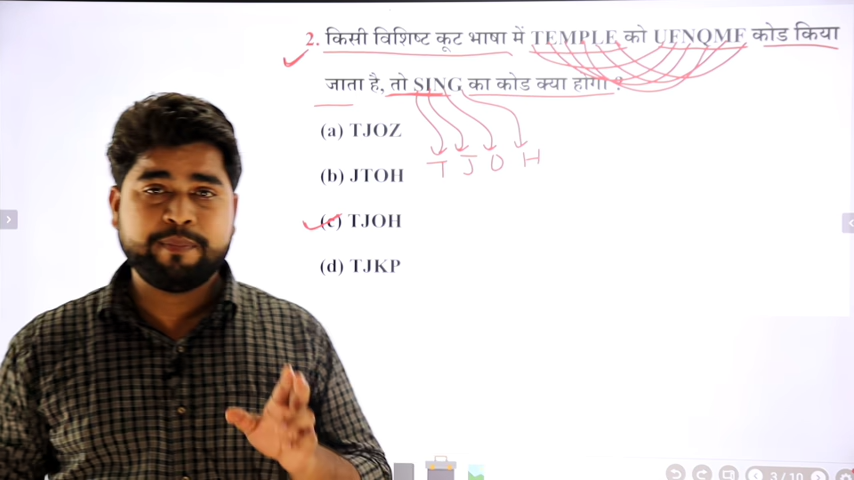 2. किसी विशिष्ट कूट भाषा में TEMPLE को UFNQMF कोड किया
जाता है, तो SING का कोड क्या होगा ?
(a) TJOZ
T J O H
(b) JTOH
(c) TJOH
(d) TJKP
3 / 10